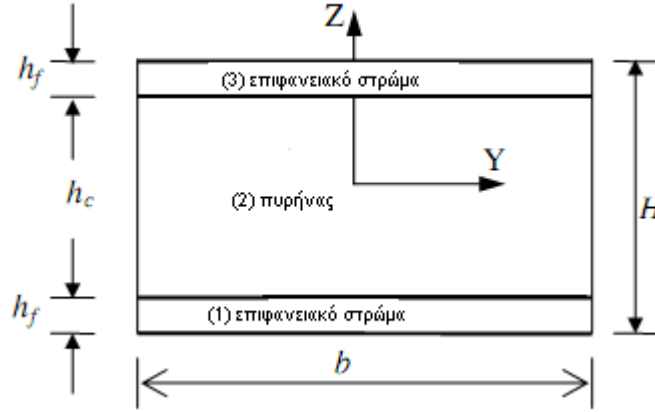 Z
h_f
(3) επιφανειακό στρώμα
Y
h_c
(2) πυρήνας
H
h_f
(1) επιφανειακό στρώμα
b